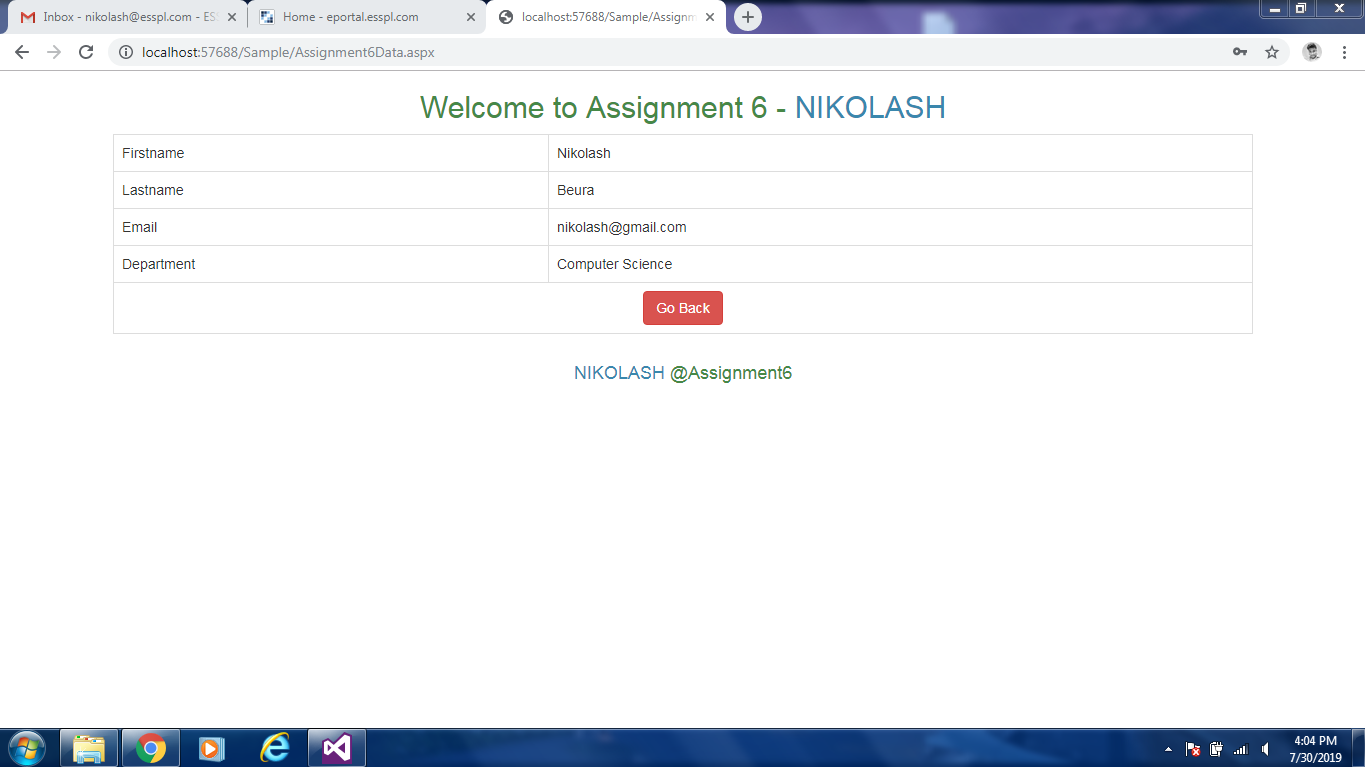 Inbox - nikolash@esspl.com - ES
Home - eportal.esspl.com
localhost:57688/Sample/Assignm
localhost:57688/Sample/Assignment6Data.aspx
Welcome to Assignment 6 - NIKOLASH
Firstname Nikolash
Lastname Beura
Email nikolash@gmail.com
Department Computer Science
Go Back
NIKOLASH @Assignment6
4:04 PM
7/30/2019